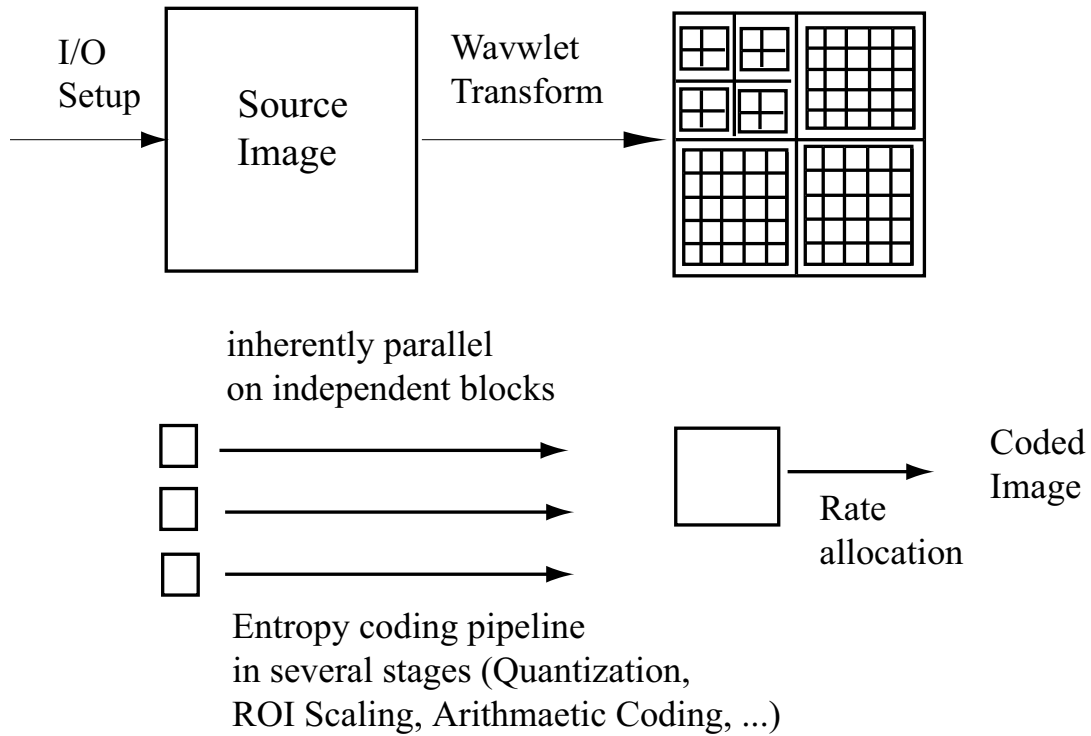 I/O
Setup
Source
Image
Wavwlet
Transform
inherently parallel
on independent blocks
Coded
Image
Rate
allocation
Entropy coding pipeline
in several stages (Quantization,
ROI Scaling, Arithmaetic Coding, ...)